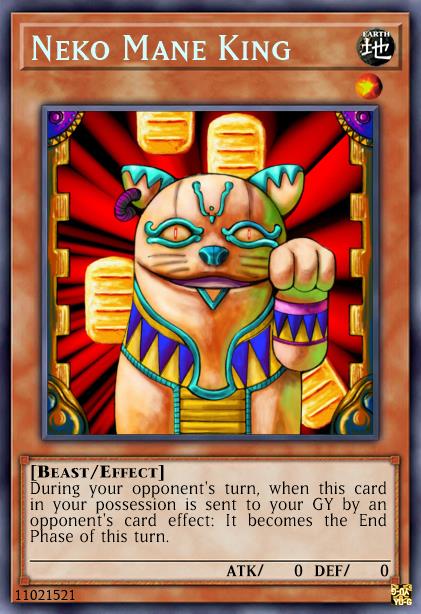 Neko Mane King
EARTH
地
[Beast/Effect]
During your opponent's turn, when this card
in your possession is sent to your GY by an
opponent's card effect: It becomes the End
Phase of this turn.
ATK/ 0 DEF/ 0
11021521